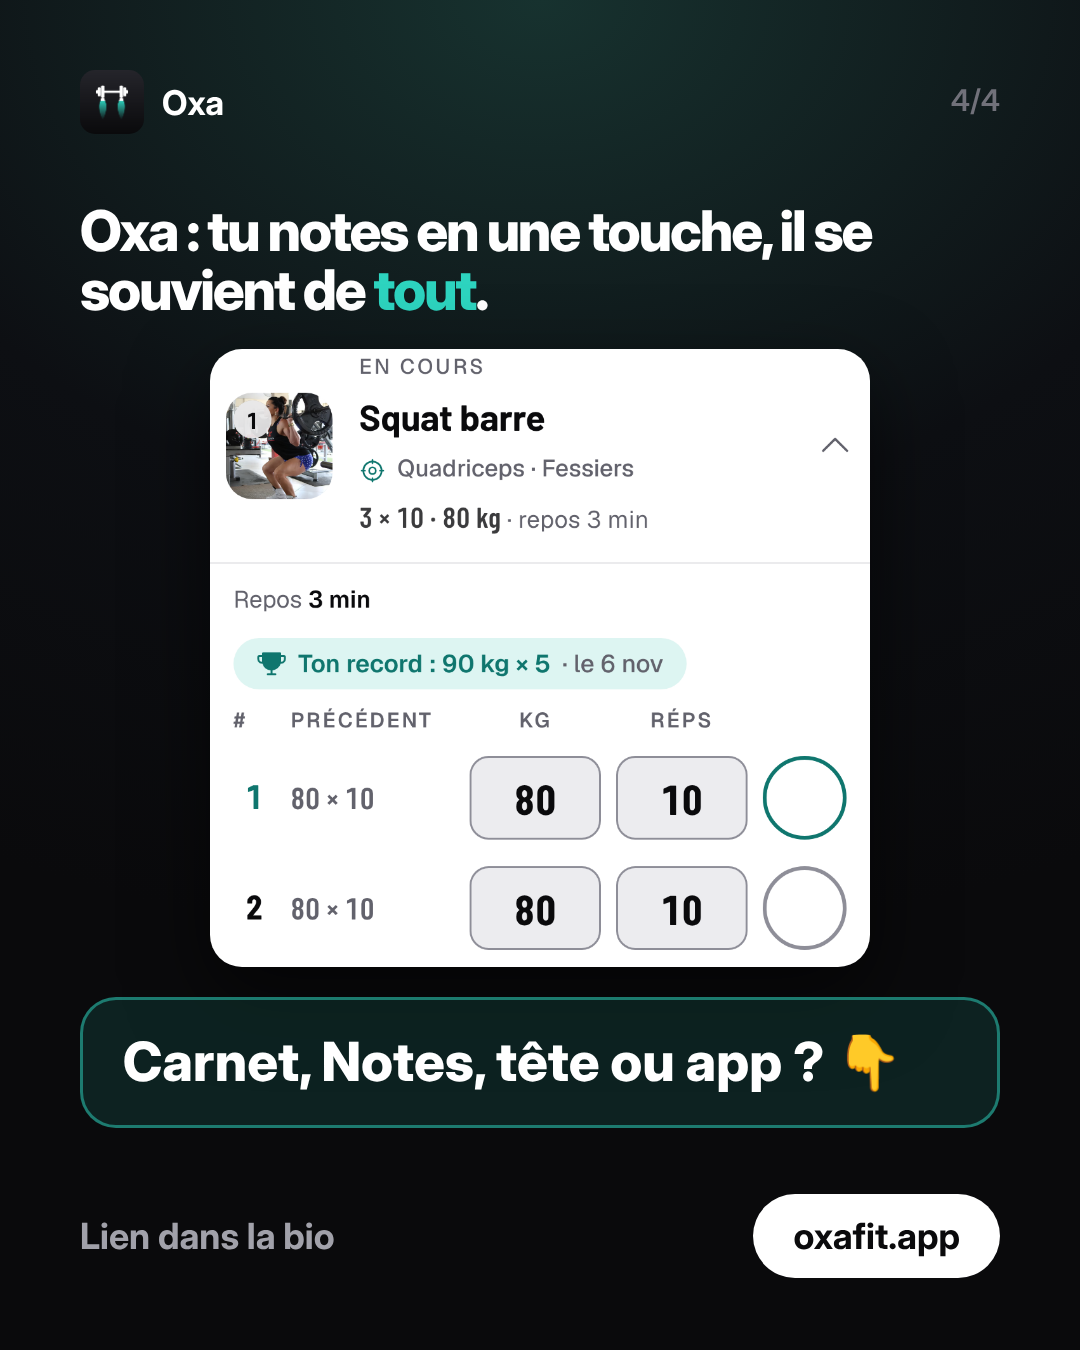 Oxa
4/4
Oxa : tu notes en une touche, il se
souvient de tout.
EN COURS
1
Squat barre
Quadriceps · Fessiers
3 × 10 · 80 kg · repos 3 min
Repos 3 min
Ton record : 90 kg × 5 · le 6 nov
# PRÉCÉDENT KG RÉPS
1 80 × 10 80 10
2 80 × 10 80 10
Carnet, Notes, tête ou app ? 👇
Lien dans la bio
oxafit.app